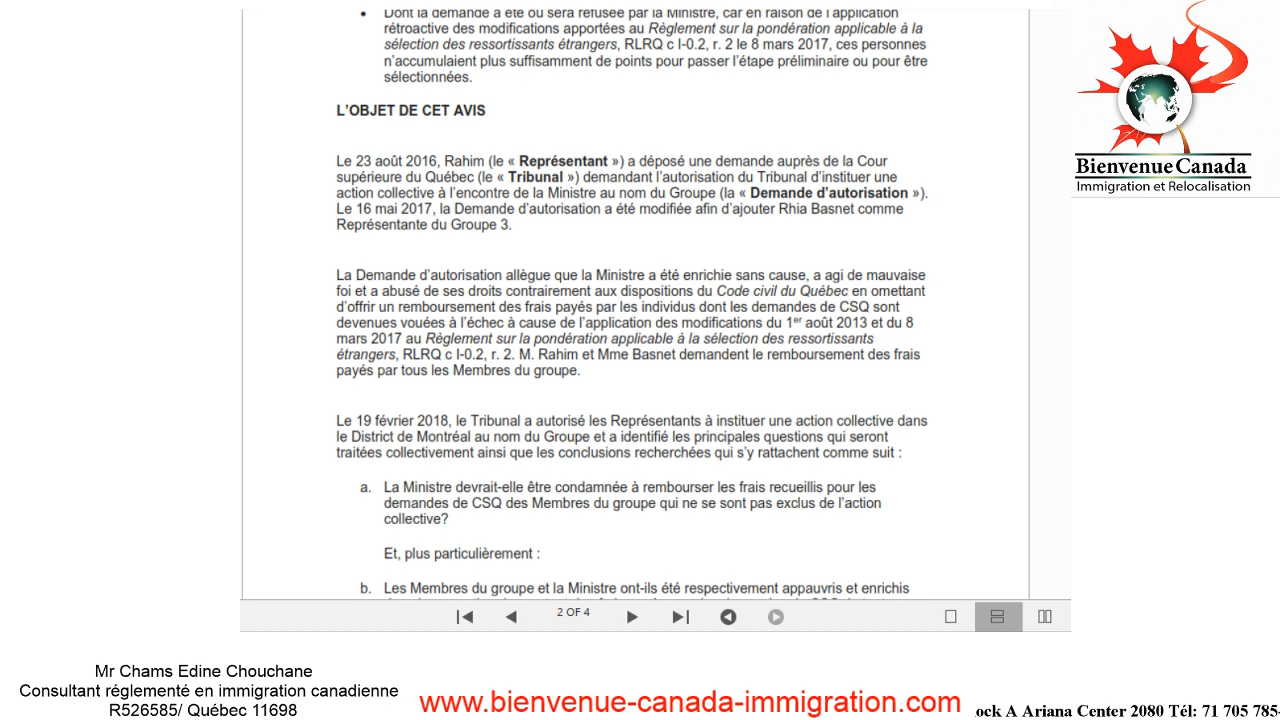 • Dont la demande a été ou sera refusée par la Ministre, car en raison de l'application
rétroactive des modifications apportées au Règlement sur la pondération applicable à la
sélection des ressortissants étrangers, RLRQ c I-0.2, r. 2 le 8 mars 2017, ces personnes
n'accumulaient plus suffisamment de points pour passer l'étape préliminaire ou pour être
sélectionnées.
L'OBJET DE CET AVIS
Le 23 août 2016, Rahim (le « Représentant ») a déposé une demande auprès de la Cour
supérieure du Québec (le « Tribunal ») demandant l'autorisation du Tribunal d'instituer une
action collective à l'encontre de la Ministre au nom du Groupe (la « Demande d'autorisation »).
Le 16 mai 2017, la Demande d'autorisation a été modifiée afin d'ajouter Rhia Basnet comme
Représentante du Groupe 3.
La Demande d'autorisation allègue que la Ministre a été enrichie sans cause, a agi de mauvaise
foi et a abusé de ses droits contrairement aux dispositions du Code civil du Québec en omettant
d'offrir un remboursement des frais payés par les individus dont les demandes de CSQ sont
devenues vouées à l'échec à cause de l'application des modifications du 1er août 2013 et du 8
mars 2017 au Règlement sur la pondération applicable à la sélection des ressortissants
étrangers, RLRQ c I-0.2, r. 2. M. Rahim et Mme Basnet demandent le remboursement des frais
payés par tous les Membres du groupe.
Le 19 février 2018, le Tribunal a autorisé les Représentants à instituer une action collective dans
le District de Montréal au nom du Groupe et a identifié les principales questions qui seront
traitées collectivement ainsi que les conclusions recherchées qui s'y rattachent comme suit :
a. La Ministre devrait-elle être condamnée à rembourser les frais recueillis pour les
demandes de CSQ des Membres du groupe qui ne se sont pas exclus de l'action
collective?
Et, plus particulièrement :
b. Les Membres du groupe et la Ministre ont-ils été respectivement appauvris et enrichis
2 OF 4
Bienvenue Canada
Immigration et Relocalisation
Mr Chams Edine Chouchane
Consultant réglementé en immigration canadienne
R526585/ Québec 11698
www.bienvenue-canada-immigration.com
ock A Ariana Center 2080 Tél: 71 705 785-